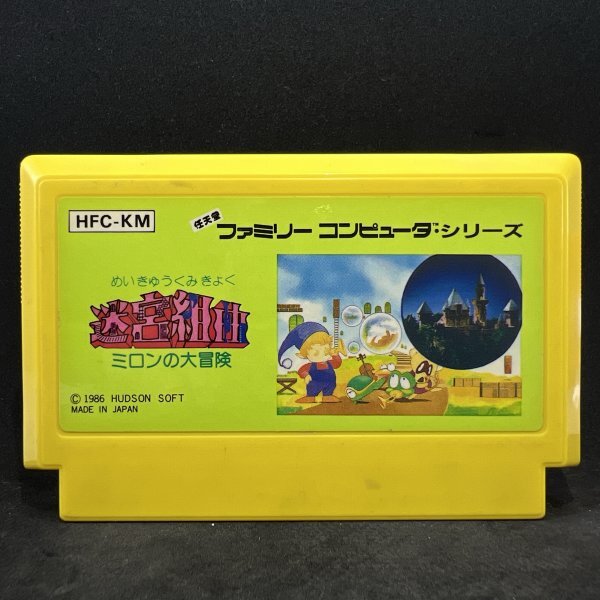 HFC-KM
任天堂
ファミリー コンピュータ™シリーズ
めいきゅうくみきょく
迷宮組曲
ミロンの大冒険
© 1986 HUDSON SOFT
MADE IN JAPAN